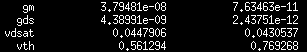 gm 3.79481e-08 7.63463e-11
gds 4.38991e-09 2.43751e-12
vdsat 0.0447906 0.0430537
vth 0.561294 0.769268